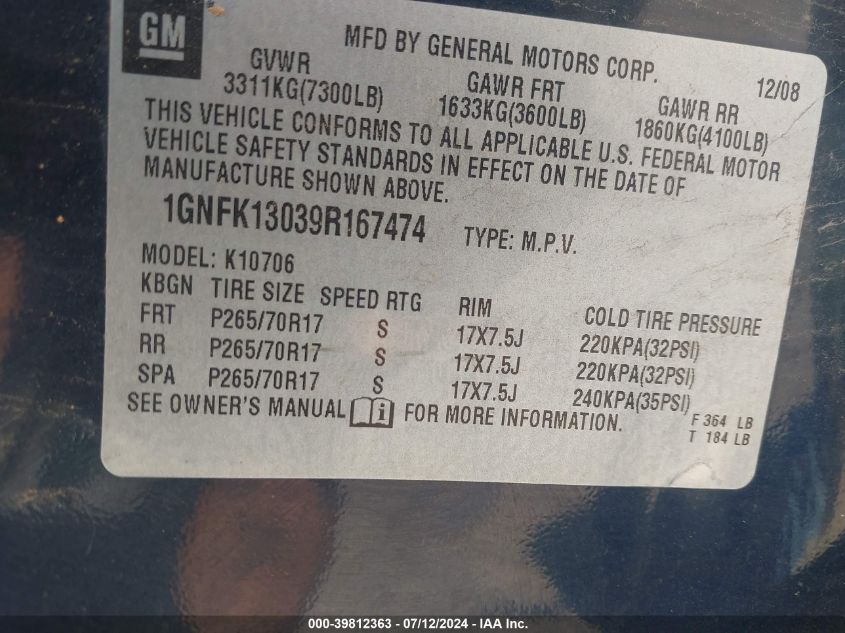 GM
MFD BY GENERAL MOTORS CORP.
12/08
GVWR
3311KG(7300LB)
GAWR FRT
1633KG(3600LB)
GAWR RR
1860KG(4100LB)
THIS VEHICLE CONFORMS TO ALL APPLICABLE U.S. FEDERAL MOTOR
VEHICLE SAFETY STANDARDS IN EFFECT ON THE DATE OF
MANUFACTURE SHOWN ABOVE.
1GNFK13039R167474 TYPE: M.P.V.
MODEL: K10706
KBGN TIRE SIZE SPEED RTG RIM COLD TIRE PRESSURE
FRT P265/70R17 S 17X7.5J 220KPA(32PSI)
RR P265/70R17 S 17X7.5J 220KPA(32PSI)
SPA P265/70R17 S 17X7.5J 240KPA(35PSI)
SEE OWNER'S MANUAL i FOR MORE INFORMATION.
F 364 LB
T 184 LB
000-39812363 - 07/12/2024 - IAA Inc.